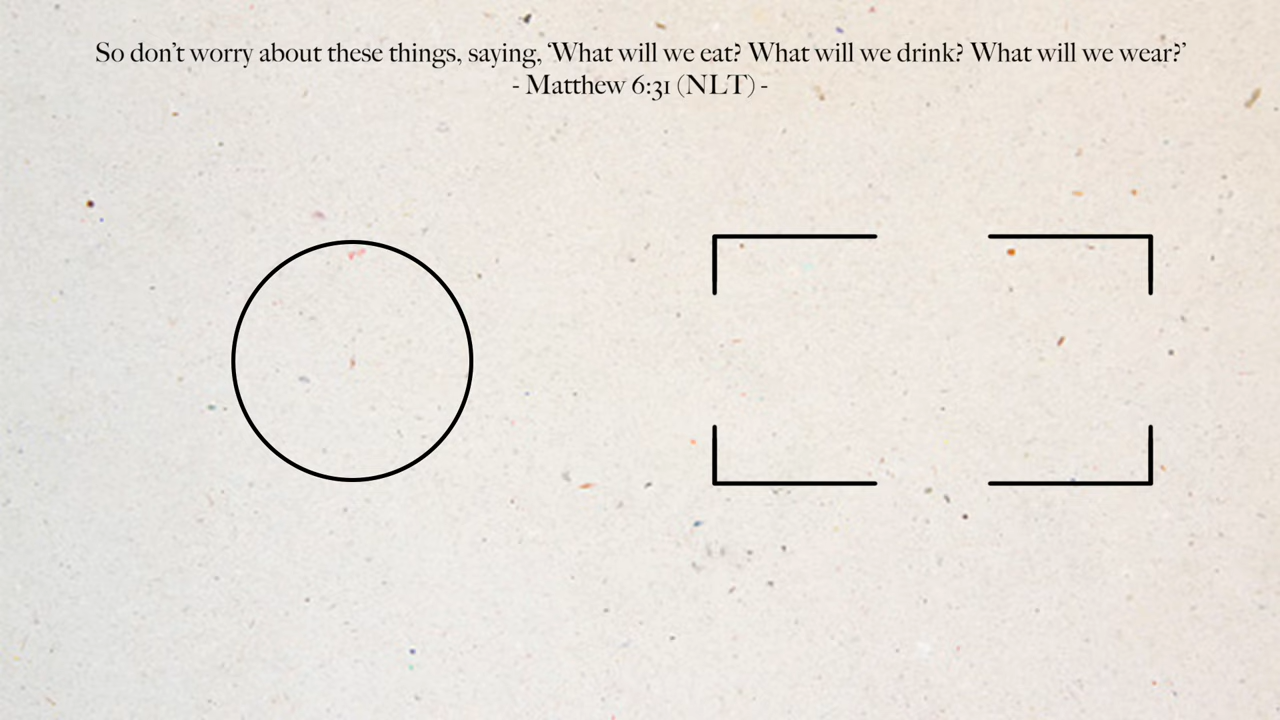 So don’t worry about these things, saying, ‘What will we eat? What will we drink? What will we wear?’
- Matthew 6:31 (NLT) -